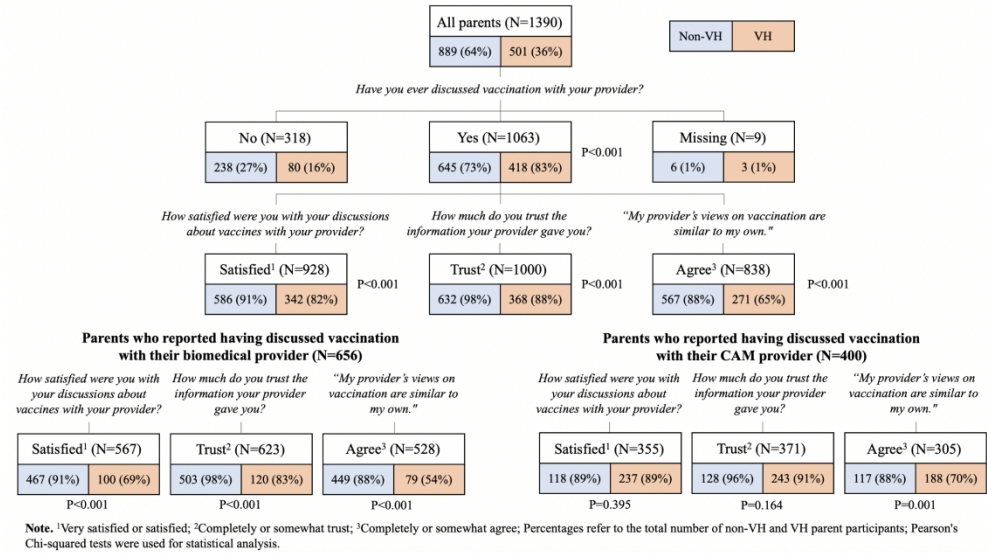 All parents (N=1390)
889 (64%) 501 (36%)
Non-VH VH
Have you ever discussed vaccination with your provider?
No (N=318)
238 (27%) 80 (16%)
Yes (N=1063)
645 (73%) 418 (83%)
P<0.001
Missing (N=9)
6 (1%) 3 (1%)
How satisfied were you with your discussions
about vaccines with your provider?
Satisfied¹ (N=928)
586 (91%) 342 (82%)
P<0.001
How much do you trust the
information your provider gave you?
Trust² (N=1000)
632 (98%) 368 (88%)
P<0.001
"My provider's views on vaccination are
similar to my own."
Agree³ (N=838)
567 (88%) 271 (65%)
P<0.001
Parents who reported having discussed vaccination
with their biomedical provider (N=656)
How satisfied were you with
your discussions about
vaccines with your provider?
Satisfied¹ (N=567)
467 (91%) 100 (69%)
P<0.001
How much do you trust the
information your provider
gave you?
Trust² (N=623)
503 (98%) 120 (83%)
P<0.001
“My provider’s views on
vaccination are similar to
my own."
Agree³ (N=528)
449 (88%) 79 (54%)
P<0.001
Parents who reported having discussed vaccination
with their CAM provider (N=400)
How satisfied were you with
your discussions about
vaccines with your provider?
Satisfied¹ (N=355)
118 (89%) 237 (89%)
P=0.395
How much do you trust the
information your provider
gave you?
Trust² (N=371)
128 (96%) 243 (91%)
P=0.164
“My provider’s views on
vaccination are similar to
my own."
Agree³ (N=305)
117 (88%) 188 (70%)
P=0.001
Note. ¹Very satisfied or satisfied; ²Completely or somewhat trust; ³Completely or somewhat agree; Percentages refer to the total number of non-VH and VH parent participants; Pearson's
Chi-squared tests were used for statistical analysis.